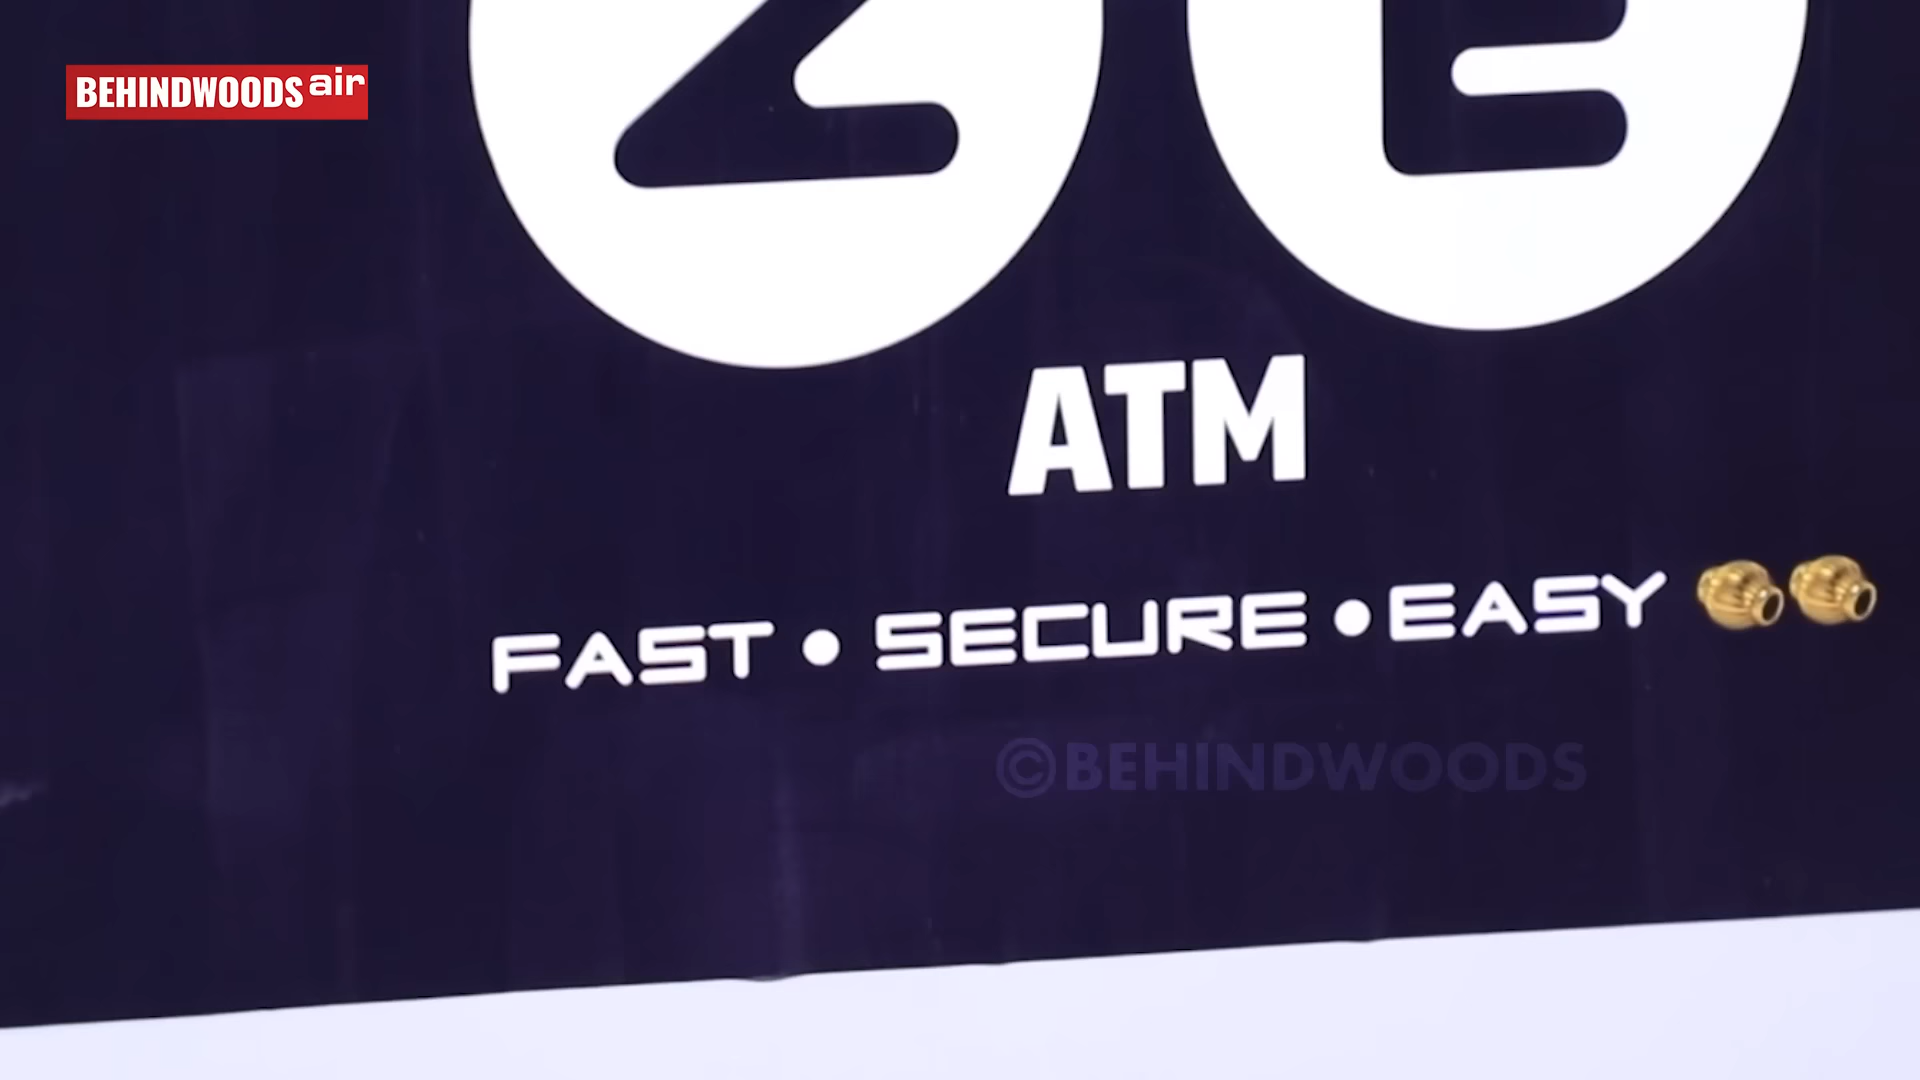 BEHINDWOODS air
Z E
ATM
FAST • SECURE • EASY
©BEHINDWOODS